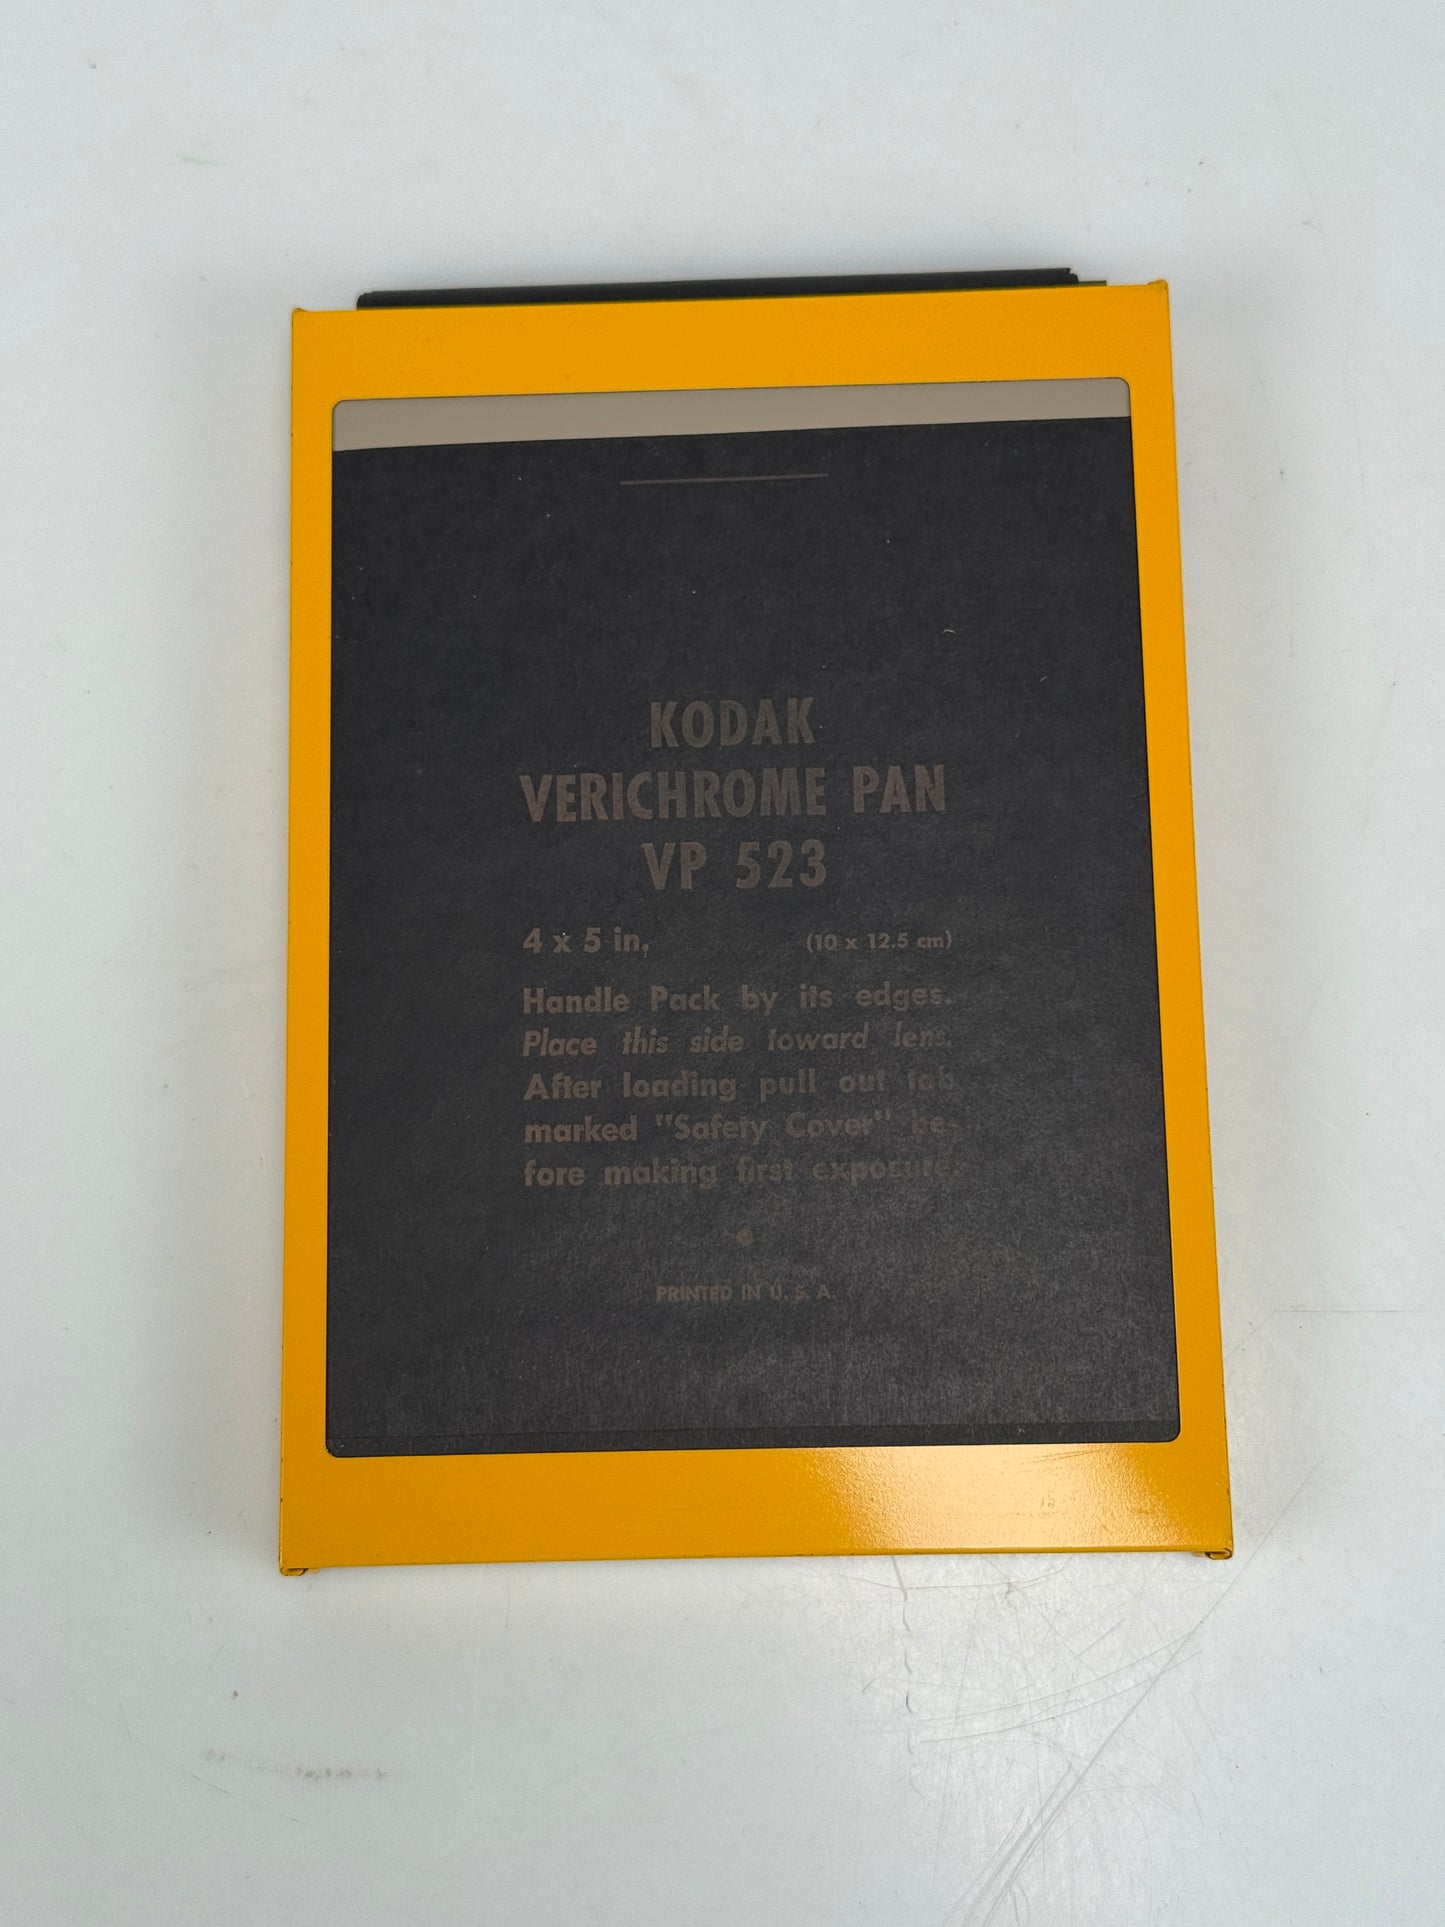 KODAK
VERICHROME PAN
VP 523
4 x 5 in. (10 x 12.5 cm)
Handle Pack by its edges.
Place this side toward lens.
After loading pull out tab
marked "Safety Cover" be-
fore making first exposure.
PRINTED IN U. S. A.